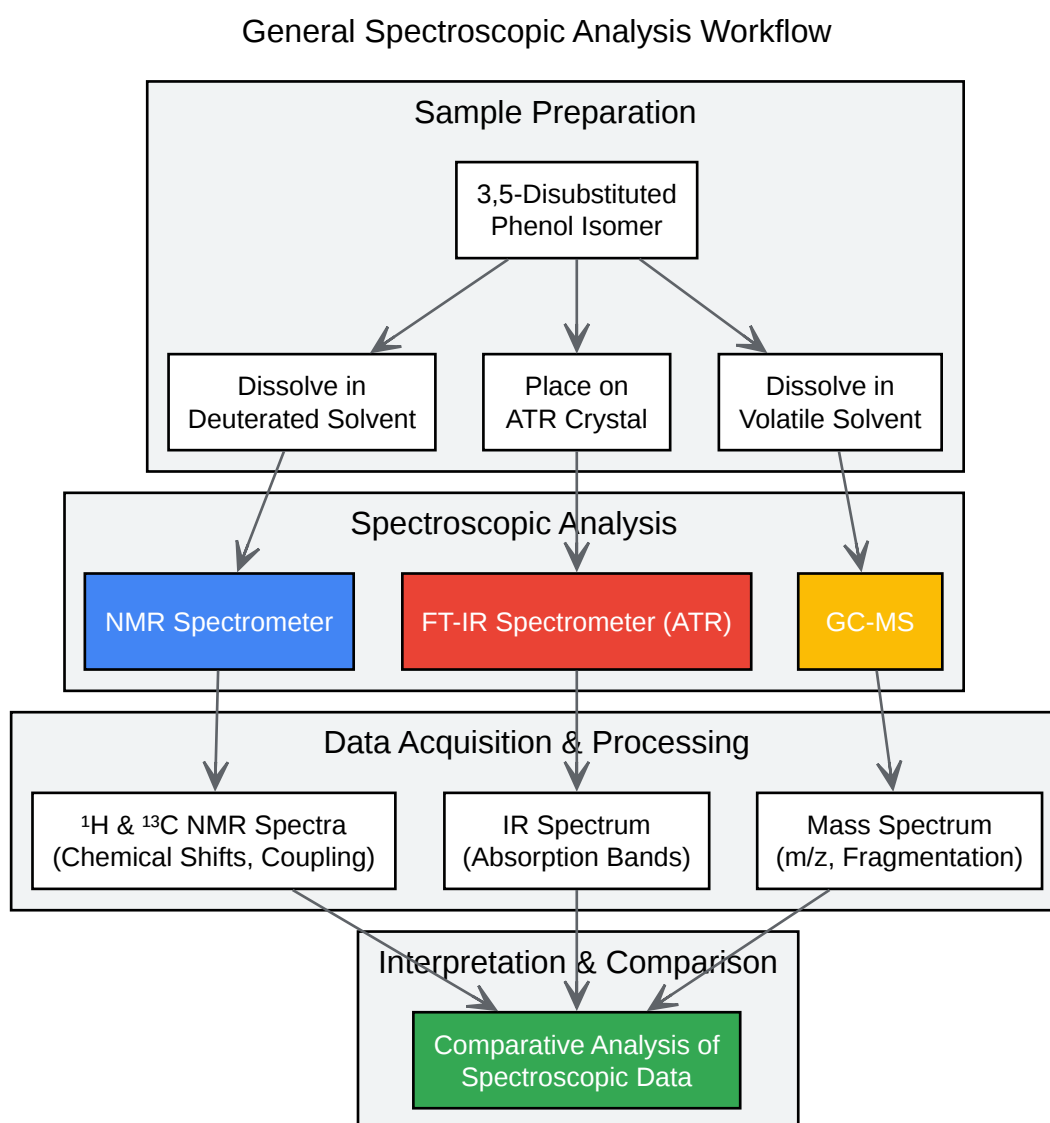 General Spectroscopic Analysis Workflow
Sample Preparation
3,5-Disubstituted
Phenol Isomer
Dissolve in
Deuterated Solvent
Place on
ATR Crystal
Dissolve in
Volatile Solvent
Spectroscopic Analysis
NMR Spectrometer
FT-IR Spectrometer (ATR)
GC-MS
Data Acquisition & Processing
¹H & ¹³C NMR Spectra
(Chemical Shifts, Coupling)
IR Spectrum
(Absorption Bands)
Mass Spectrum
(m/z, Fragmentation)
Interpretation & Comparison
Comparative Analysis of
Spectroscopic Data